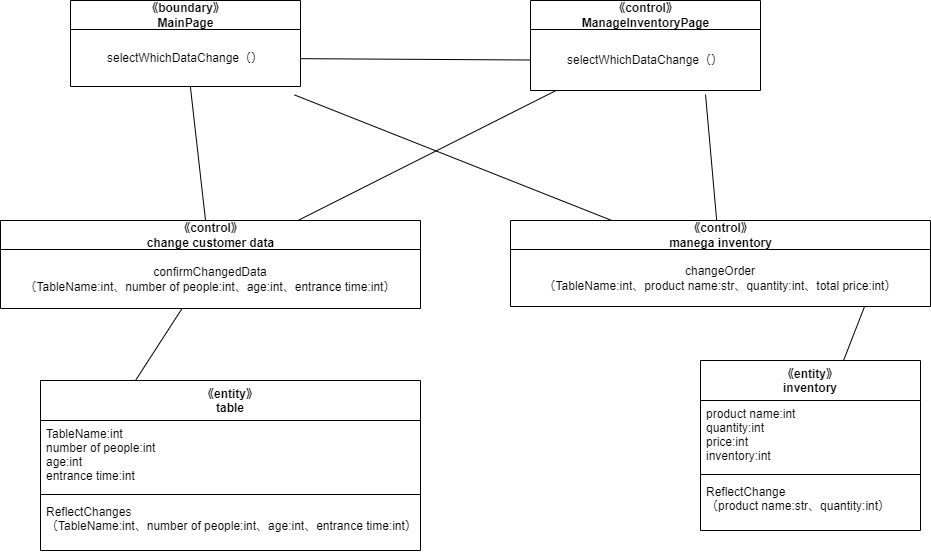 《boundary》
MainPage
selectWhichDataChange（）
《control》
ManageInventoryPage
selectWhichDataChange（）
《control》
change customer data
confirmChangedData
（TableName:int、number of people:int、age:int、entrance time:int）
《control》
manega inventory
changeOrder
（TableName:int、product name:str、quantity:int、total price:int）
《entity》
table
TableName:int
number of people:int
age:int
entrance time:int
ReflectChanges
（TableName:int、number of people:int、age:int、entrance time:int）
《entity》
inventory
product name:int
quantity:int
price:int
inventory:int
ReflectChange
（product name:str、quantity:int）